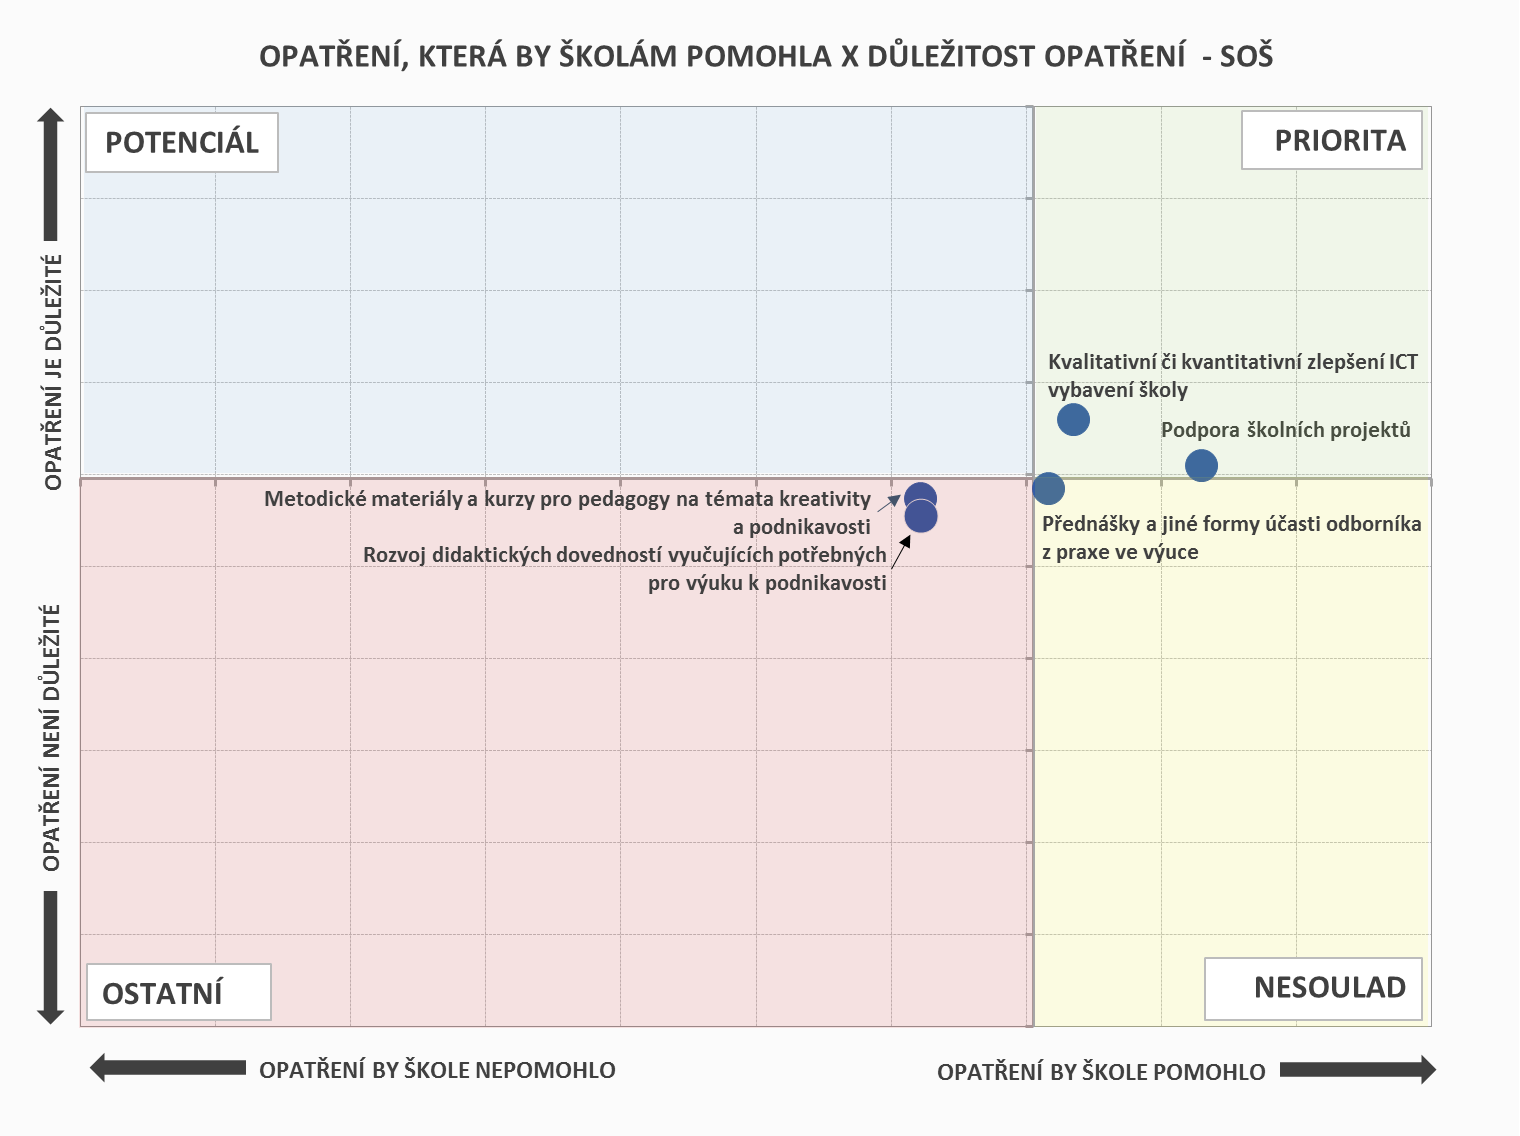 OPATŘENÍ, KTERÁ BY ŠKOLÁM POMOHLA X DŮLEŽITOST OPATŘENÍ - SOŠ
POTENCIÁL
PRIORITA
OPATŘENÍ JE DŮLEŽITÉ
Kvalitativní či kvantitativní zlepšení ICT
vybavení školy
Podpora školních projektů
Metodické materiály a kurzy pro pedagogy na témata kreativity
a podnikavosti
Rozvoj didaktických dovedností vyučujících potřebných
pro výuku k podnikavosti
Přednášky a jiné formy účasti odborníka
z praxe ve výuce
OPATŘENÍ NENÍ DŮLEŽITÉ
OSTATNÍ
NESOULAD
OPATŘENÍ BY ŠKOLE NEPOMOHLO
OPATŘENÍ BY ŠKOLE POMOHLO